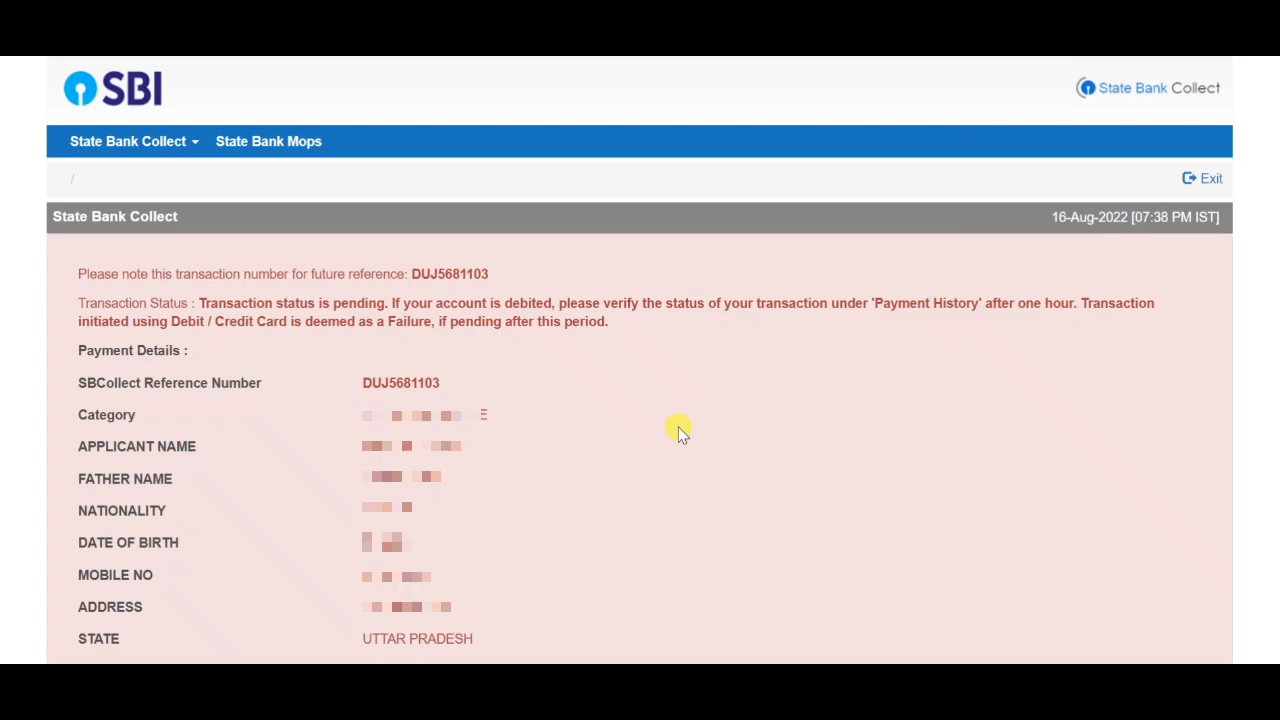 SBI
State Bank Collect
State Bank Collect State Bank Mops
/
Exit
State Bank Collect 16-Aug-2022 [07:38 PM IST]
Please note this transaction number for future reference: DUJ5681103
Transaction Status : Transaction status is pending. If your account is debited, please verify the status of your transaction under 'Payment History' after one hour. Transaction
initiated using Debit / Credit Card is deemed as a Failure, if pending after this period.
Payment Details :
SBCollect Reference Number DUJ5681103
Category
APPLICANT NAME
FATHER NAME
NATIONALITY
DATE OF BIRTH
MOBILE NO
ADDRESS
STATE UTTAR PRADESH